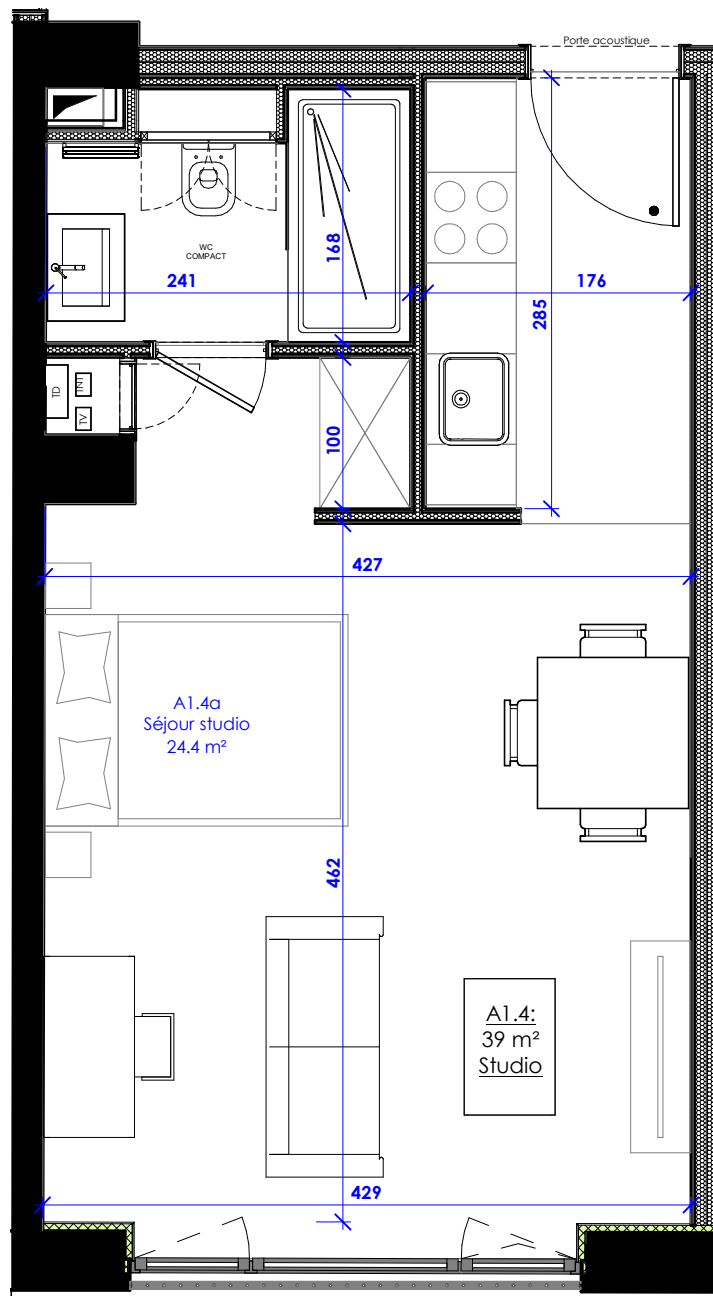 Porte acoustique
WC
COMPACT
168
241
176
285
TD
INT
TV
100
427
A1.4a
Séjour studio
24.4 m²
462
A1.4:
39 m²
Studio
429